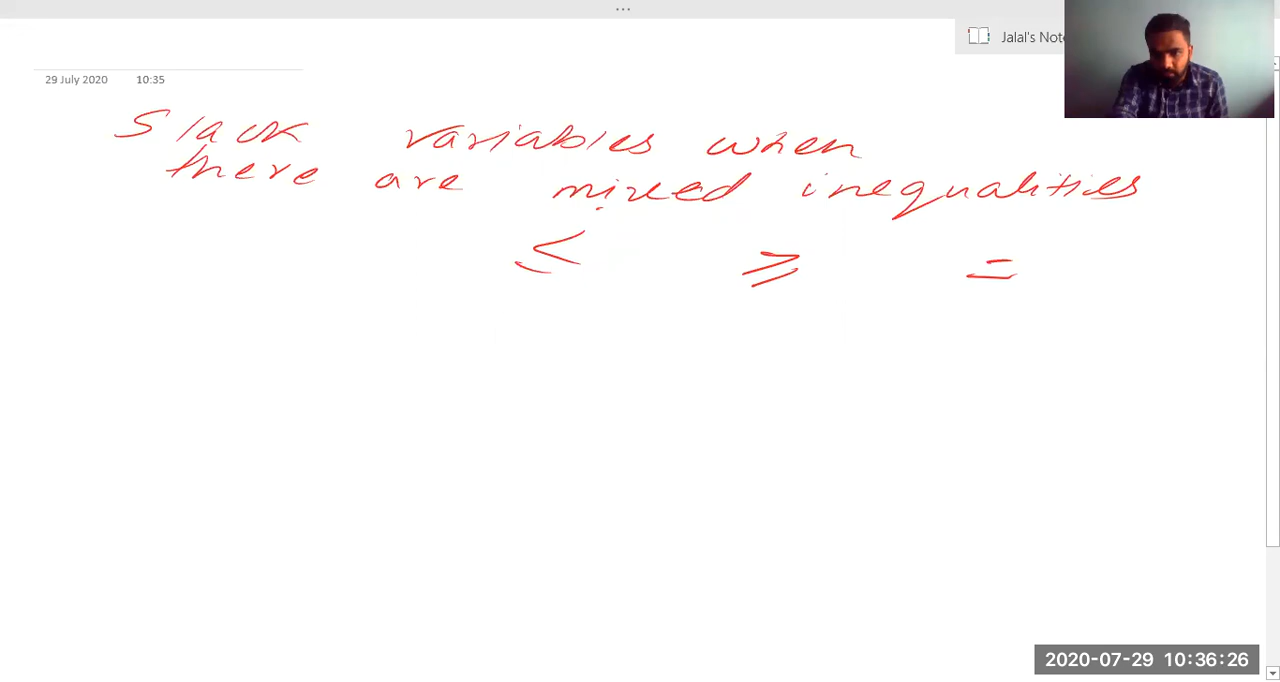 ...
Jalal's Note
29 July 2020 10:35
Slack variables when
there are mixed inequalities
≤ ≥ =
2020-07-29 10:36:26